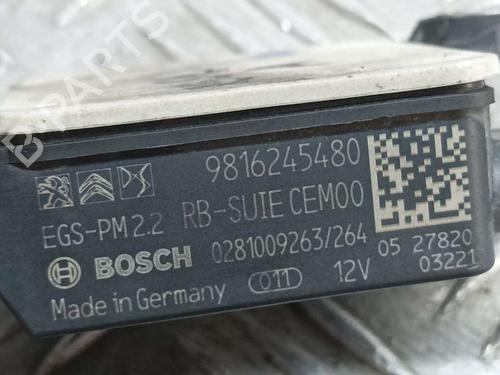 B PARTS
9816245480
EGS-PM 2.2 RB-SUIE CEM00
BOSCH 0281009263/264 05 27820
Made in Germany 011 12V 03221